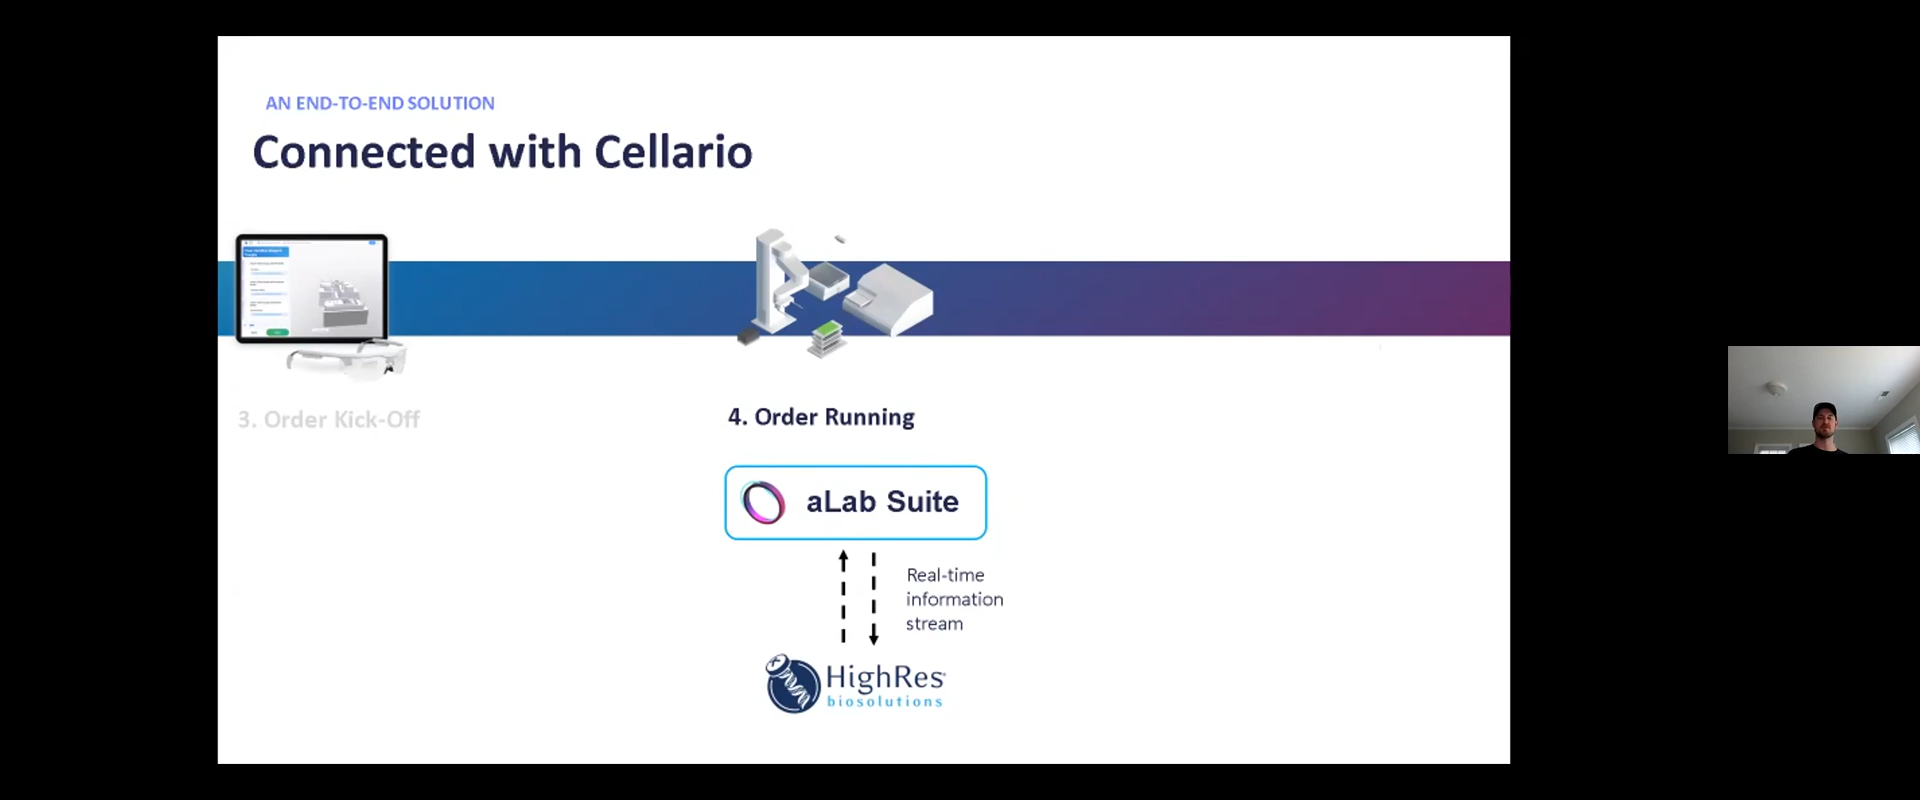 AN END-TO-END SOLUTION
Connected with Cellario
3. Order Kick-Off
4. Order Running
aLab Suite
Real-time
information
stream
HighRes
biosolutions